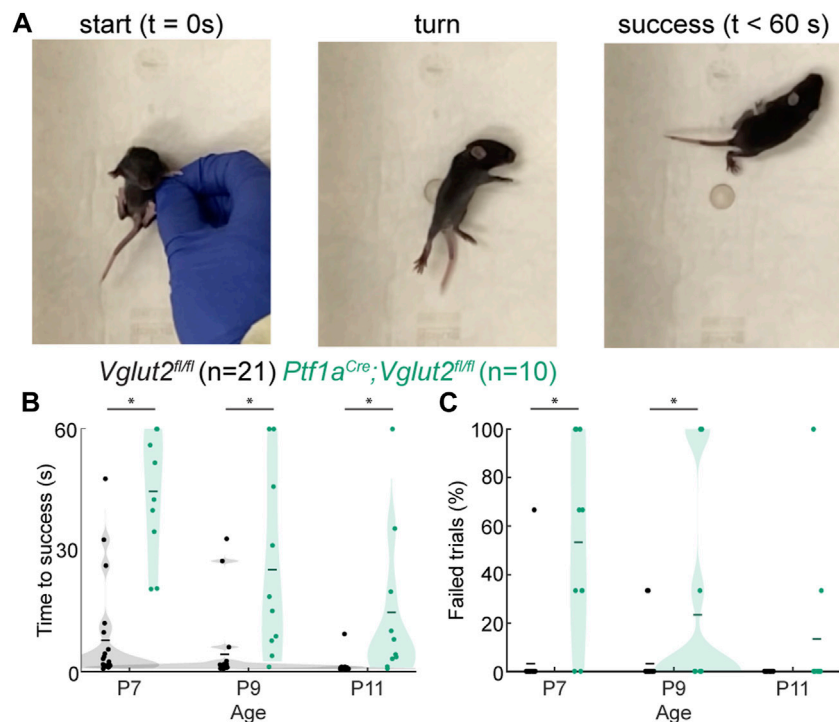 A start (t = 0s) turn success (t < 60 s)
Vglut2fl/fl (n=21) Ptf1aCre;Vglut2fl/fl (n=10)
B * * *
60
30
0
Time to success (s)
P7 P9 P11
Age
C * *
100
80
60
40
20
0
Failed trials (%)
P7 P9 P11
Age